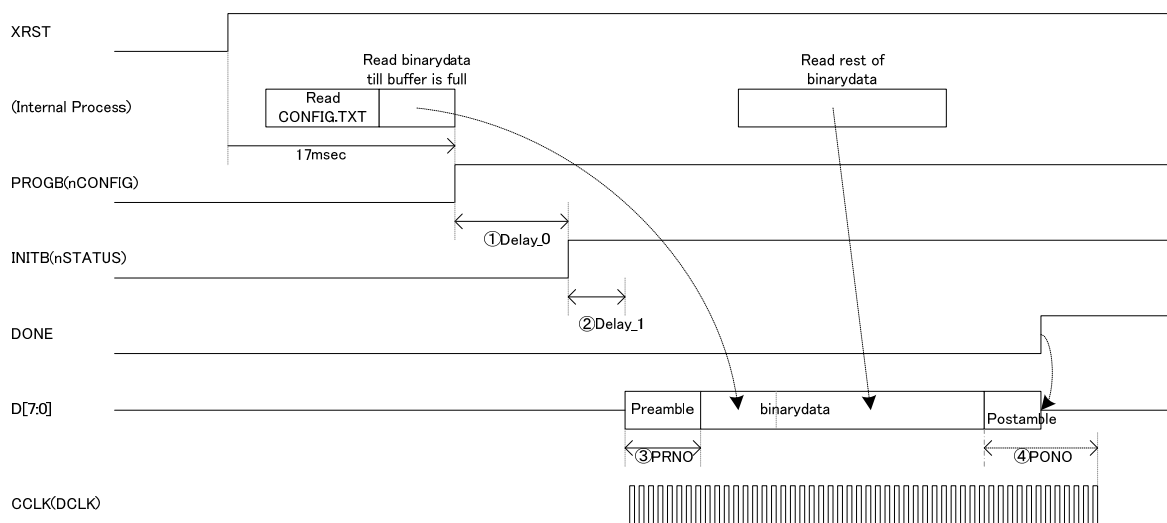 XRST
Read binarydata
till buffer is full
Read rest of
binarydata
(Internal Process)
Read
CONFIG.TXT
17msec
PROGB(nCONFIG)
①Delay_0
INITB(nSTATUS)
②Delay_1
DONE
D[7:0]
Preamble
binarydata
Postamble
③PRNO
④PONO
CCLK(DCLK)